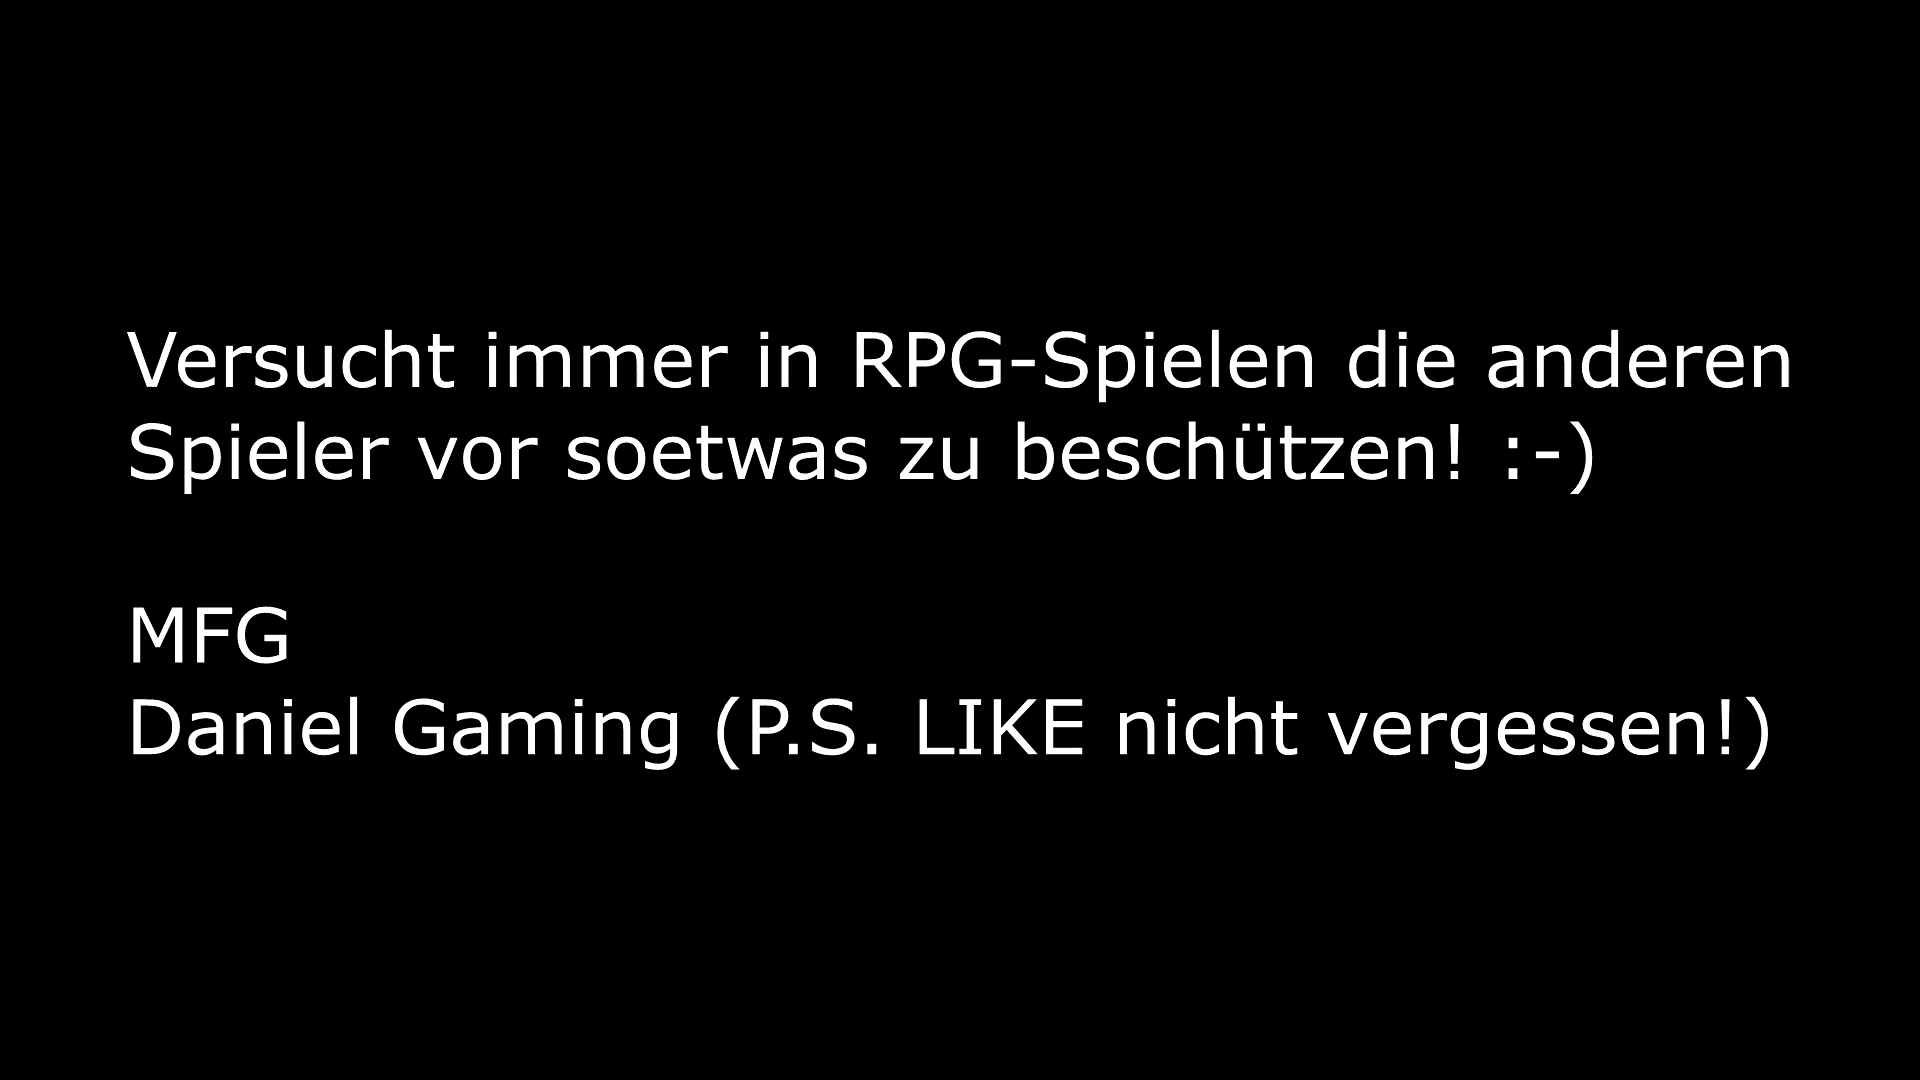 Versucht immer in RPG-Spielen die anderen
Spieler vor soetwas zu beschützen! :-)
MFG
Daniel Gaming (P.S. LIKE nicht vergessen!)